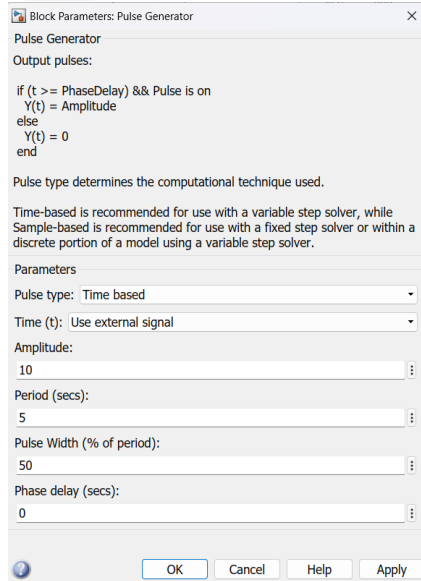 Block Parameters: Pulse Generator
Pulse Generator
Output pulses:
if (t >= PhaseDelay) && Pulse is on
Y(t) = Amplitude
else
Y(t) = 0
end
Pulse type determines the computational technique used.
Time-based is recommended for use with a variable step solver, while
Sample-based is recommended for use with a fixed step solver or within a
discrete portion of a model using a variable step solver.
Parameters
Pulse type: Time based
Time (t): Use external signal
Amplitude:
10
Period (secs):
5
Pulse Width (% of period):
50
Phase delay (secs):
0
OK Cancel Help Apply